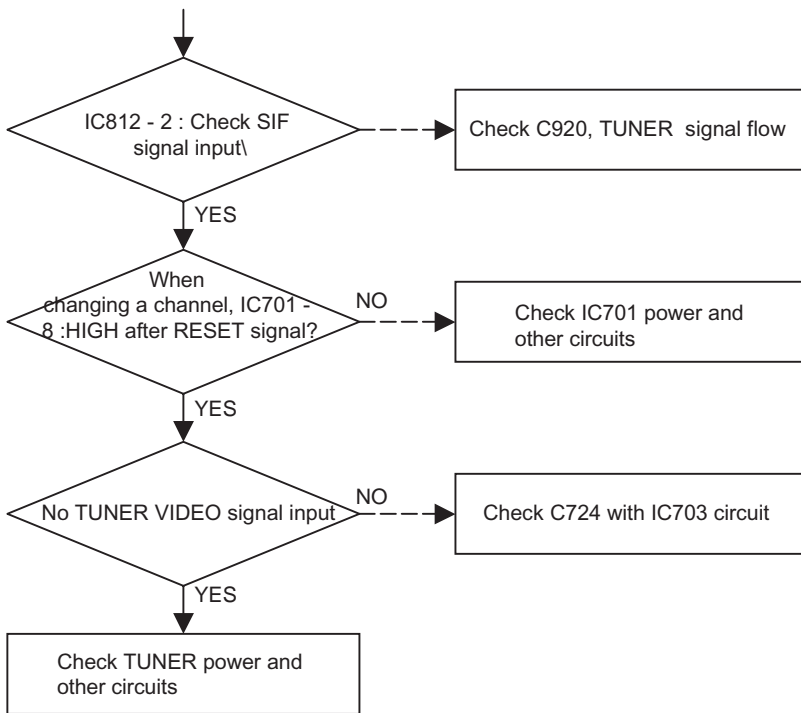 IC812 - 2 : Check SIF
signal input\
Check C920, TUNER signal flow
YES
When
changing a channel, IC701 -
8 :HIGH after RESET signal?
NO
Check IC701 power and
other circuits
YES
No TUNER VIDEO signal input
NO
Check C724 with IC703 circuit
YES
Check TUNER power and
other circuits